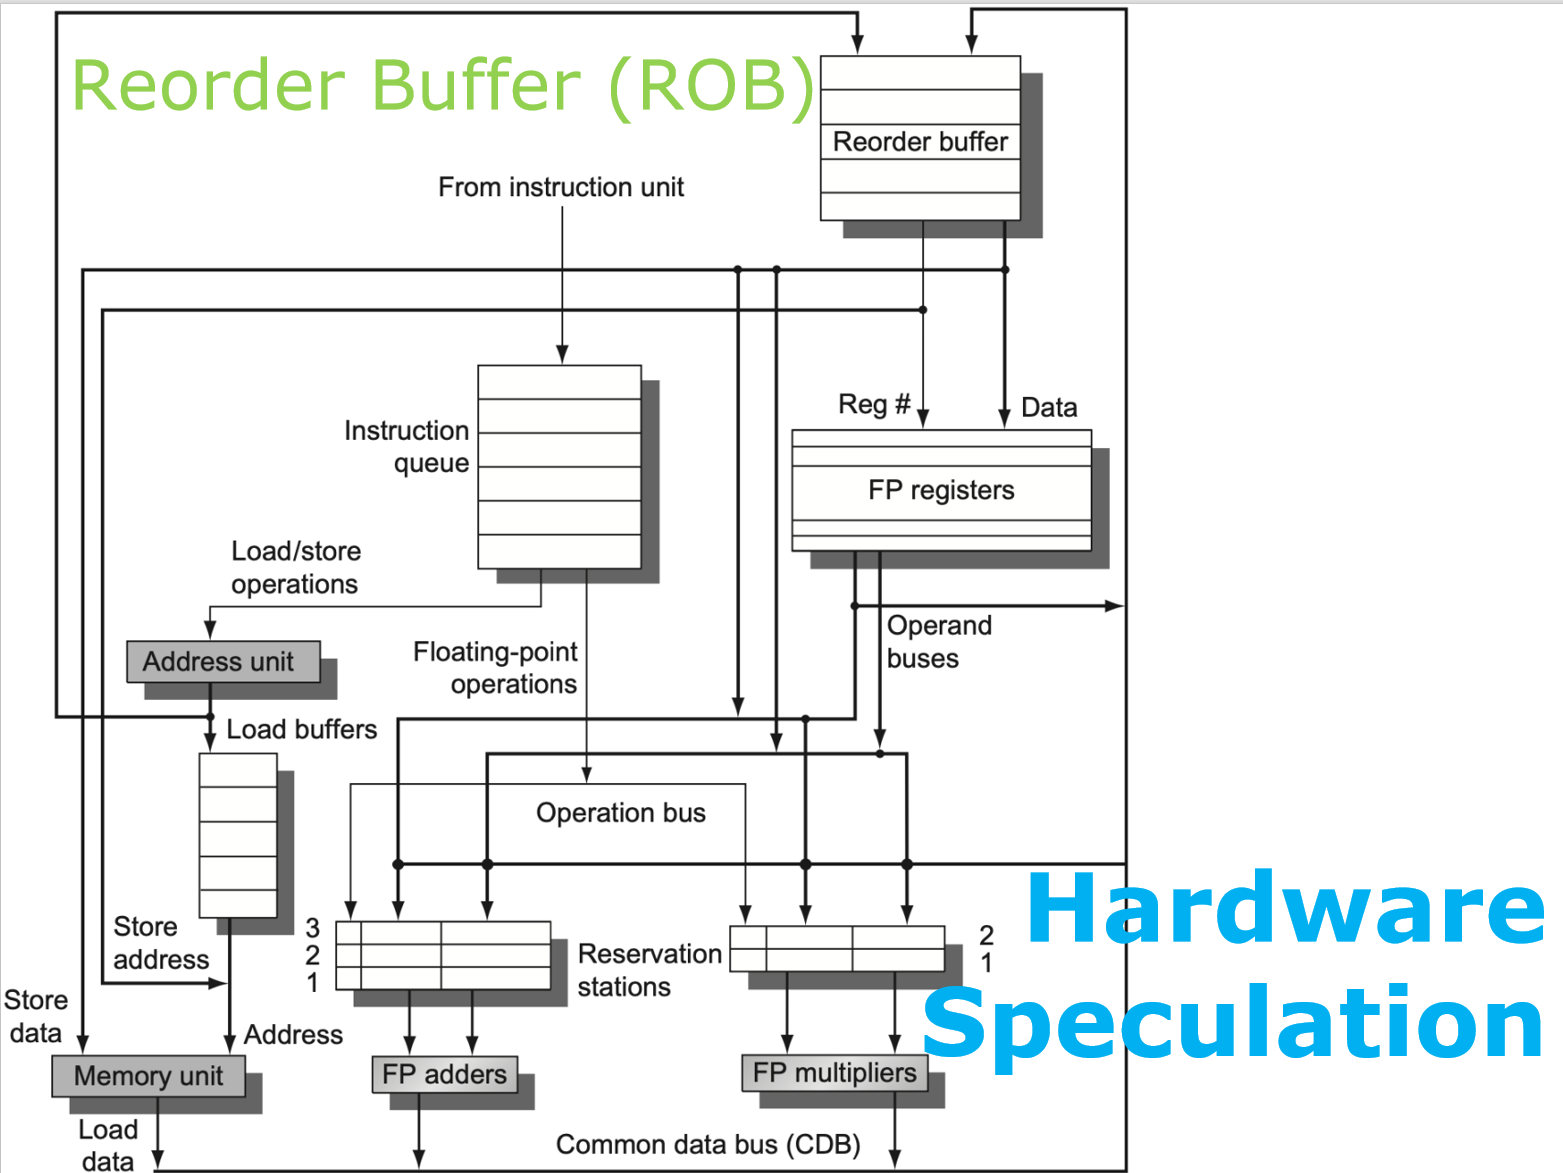 Reorder Buffer (ROB)
Reorder buffer
From instruction unit
Reg #
Data
Instruction
queue
FP registers
Load/store
operations
Operand
buses
Address unit
Floating-point
operations
Load buffers
Operation bus
Hardware
Speculation
Store
address
3
2
1
Reservation
stations
2
1
Store
data
Address
Memory unit
FP adders
FP multipliers
Load
data
Common data bus (CDB)